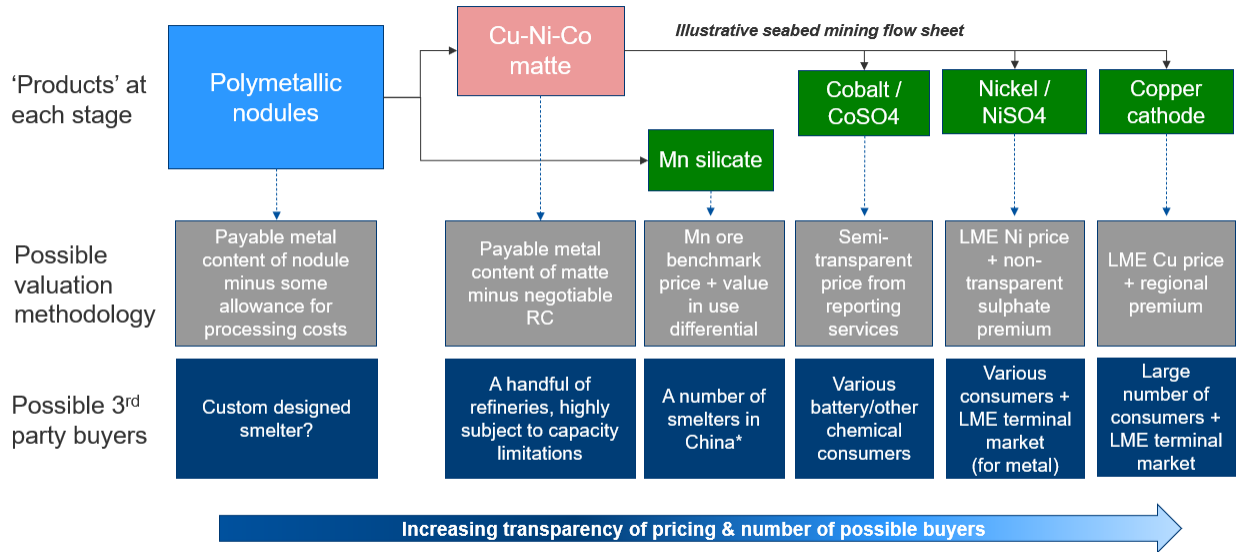 Illustrative seabed mining flow sheet
'Products' at
each stage
Polymetallic
nodules
Cu-Ni-Co
matte
Mn silicate
Cobalt /
CoSO4
Nickel /
NiSO4
Copper
cathode
Possible
valuation
methodology
Payable metal
content of nodule
minus some
allowance for
processing costs
Payable metal
content of matte
minus negotiable
RC
Mn ore
benchmark
price + value
in use
differential
Semi-
transparent
price from
reporting
services
LME Ni price
+ non-
transparent
sulphate
premium
LME Cu price
+ regional
premium
Possible 3rd
party buyers
Custom designed
smelter?
A handful of
refineries, highly
subject to capacity
limitations
A number of
smelters in
China*
Various
battery/other
chemical
consumers
Various
consumers +
LME terminal
market
(for metal)
Large
number of
consumers +
LME terminal
market
Increasing transparency of pricing & number of possible buyers